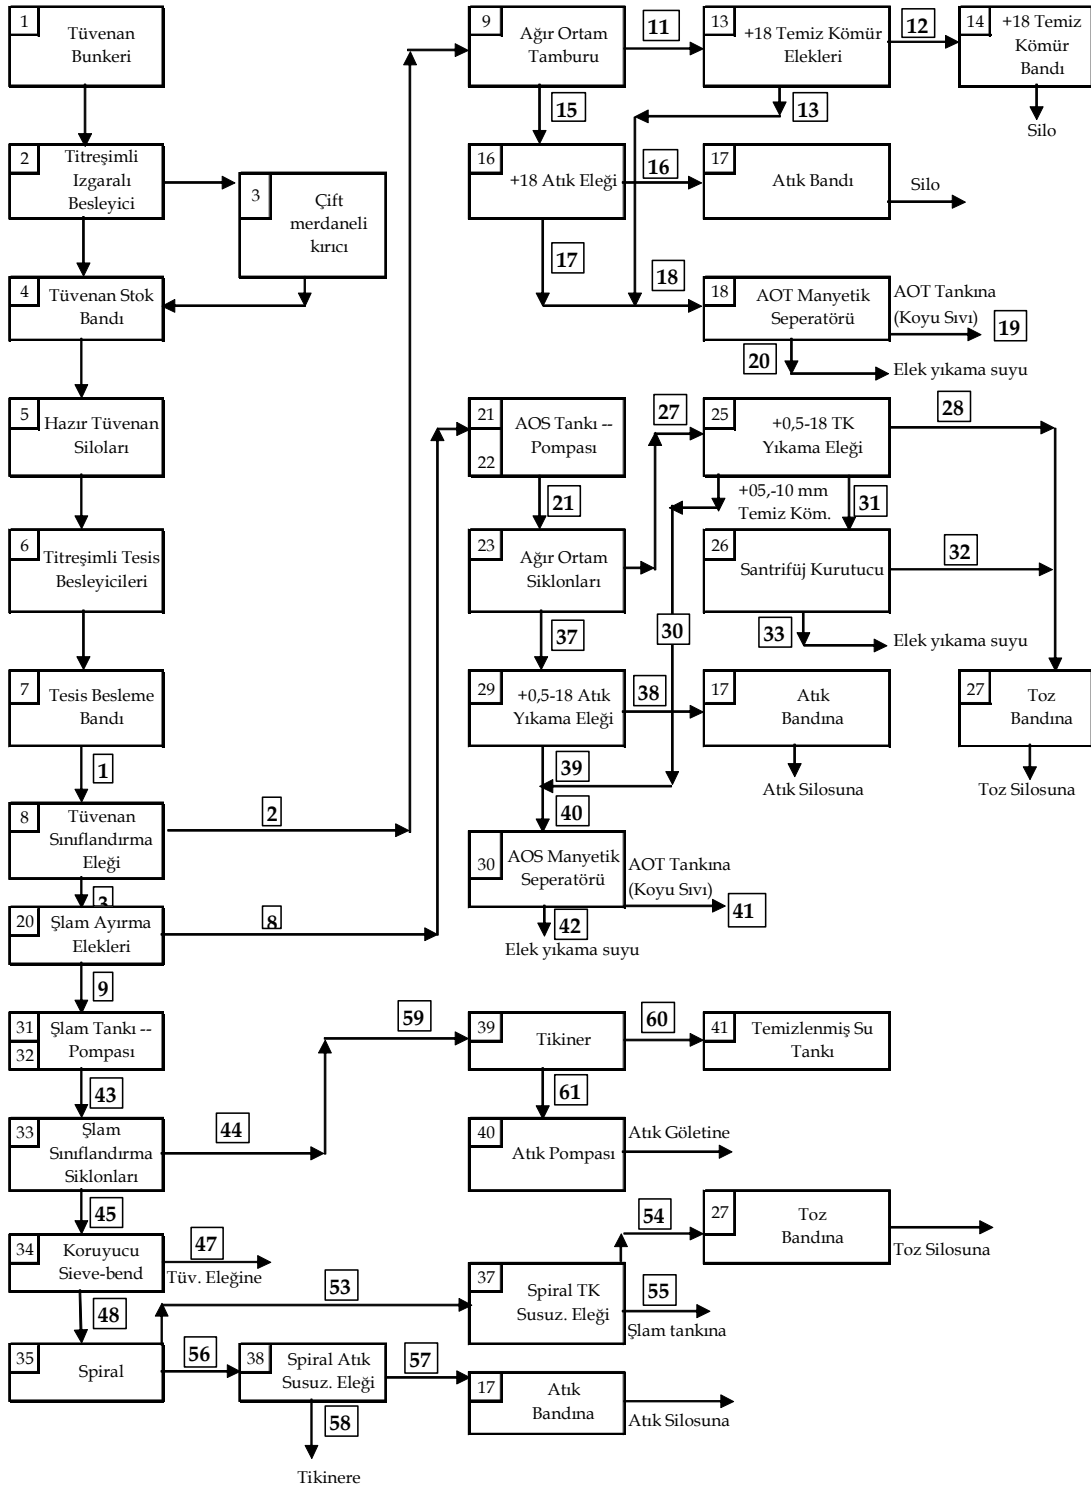 1
Tüvenan
Bunkeri
2
Titreşimli
Izgaralı
Besleyici
3
Çift
merdaneli
kırıcı
4
Tüvenan Stok
Bandı
5
Hazır Tüvenan
Siloları
6
Titreşimli Tesis
Besleyicileri
7
Tesis Besleme
Bandı
1
8
Tüvenan
Sınıflandırma
Eleği
2
3
20
Şlam Ayırma
Elekleri
8
9
31
32
Şlam Tankı --
Pompası
43
33
Şlam
Sınıflandırma
Siklonları
44
45
34
Koruyucu
Sieve-bend
47
Tüv. Eleğine
48
35
Spiral
53
56
38
Spiral Atık
Susuz. Eleği
57
58
Tikinere
9
Ağır Ortam
Tamburu
11
13
+18 Temiz Kömür
Elekleri
12
14
+18 Temiz
Kömür
Bandı
Silo
15
13
16
+18 Atık Eleği
16
17
Atık Bandı
Silo
17
18
18
AOT Manyetik
Seperatörü
AOT Tankına
(Koyu Sıvı)
19
20
Elek yıkama suyu
21
22
AOS Tankı --
Pompası
27
25
+0,5-18 TK
Yıkama Eleği
28
21
+05,-10 mm
Temiz Köm.
31
23
Ağır Ortam
Siklonları
26
Santrifüj Kurutucu
32
37
30
33
Elek yıkama suyu
29
+0,5-18 Atık
Yıkama Eleği
38
17
Atık
Bandına
Atık Silosuna
27
Toz
Bandına
Toz Silosuna
39
40
30
AOS Manyetik
Seperatörü
AOT Tankına
(Koyu Sıvı)
41
42
Elek yıkama suyu
59
39
Tikiner
60
41
Temizlenmiş Su
Tankı
61
40
Atık Pompası
Atık Göletine
54
27
Toz
Bandına
Toz Silosuna
37
Spiral TK
Susuz. Eleği
55
Şlam tankına
17
Atık
Bandına
Atık Silosuna